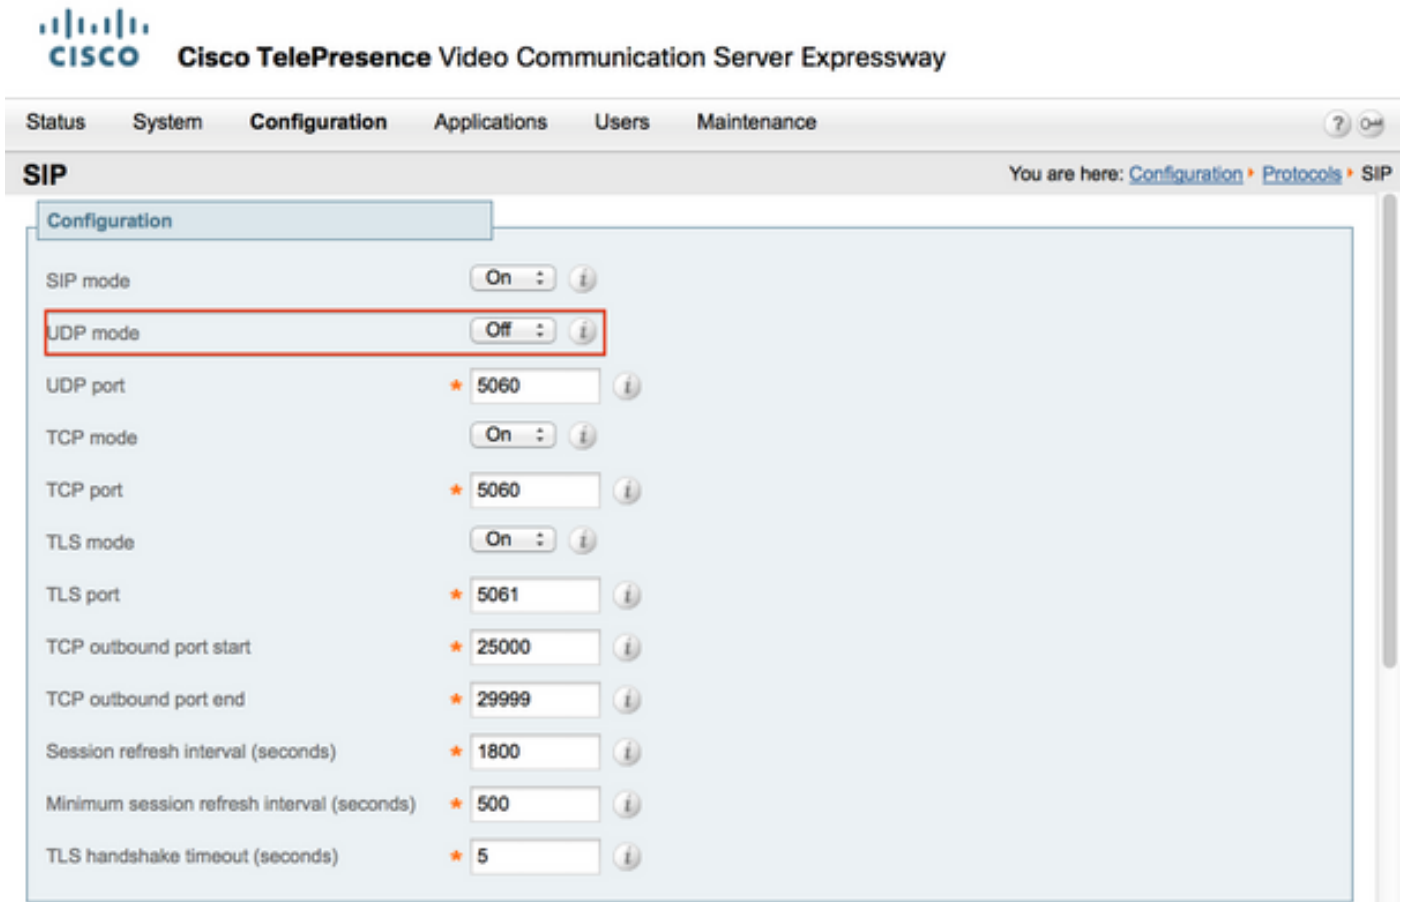 CISCO Cisco TelePresence Video Communication Server Expressway
Status System Configuration Applications Users Maintenance ?
SIP You are here: Configuration Protocols SIP
Configuration
SIP mode On i
UDP mode Off i
UDP port * 5060 i
TCP mode On i
TCP port * 5060 i
TLS mode On i
TLS port * 5061 i
TCP outbound port start * 25000 i
TCP outbound port end * 29999 i
Session refresh interval (seconds) * 1800 i
Minimum session refresh interval (seconds) * 500 i
TLS handshake timeout (seconds) * 5 i